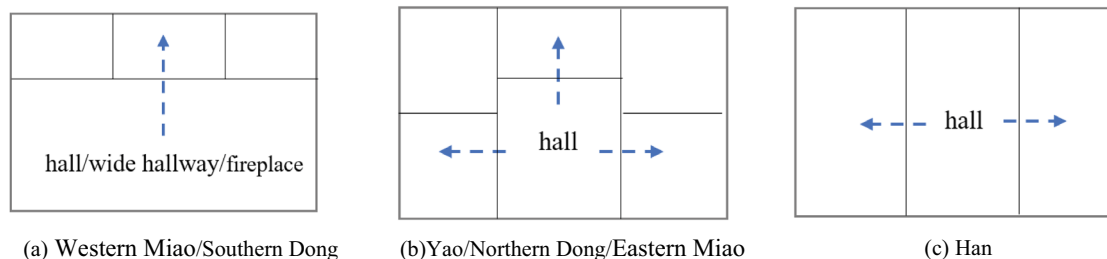 hall/wide hallway/fireplace
hall
hall
(a) Western Miao/Southern Dong
(b)Yao/Northern Dong/Eastern Miao
(c) Han